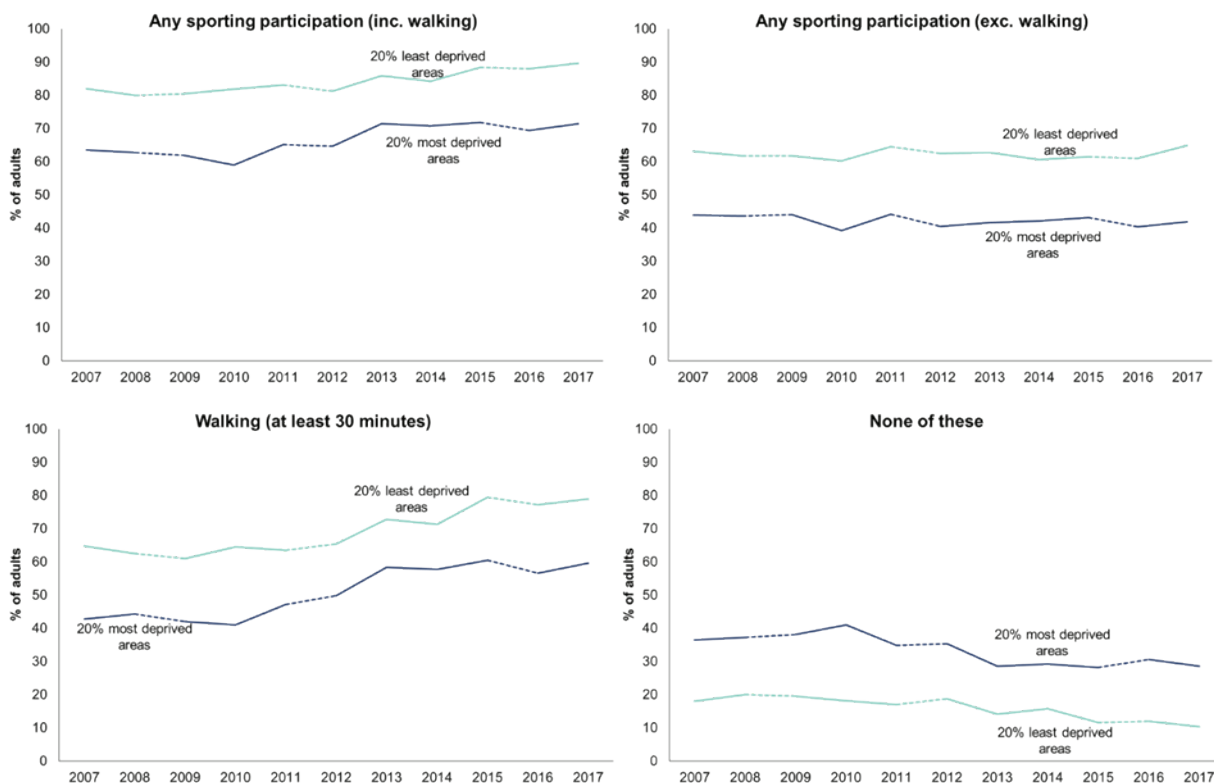 Any sporting participation (inc. walking)
% of adults
100
90
80
70
60
50
40
30
20
10
0
20% least deprived
areas
20% most deprived
areas
2007 2008 2009 2010 2011 2012 2013 2014 2015 2016 2017
Any sporting participation (exc. walking)
% of adults
100
90
80
70
60
50
40
30
20
10
0
20% least deprived
areas
20% most deprived
areas
2007 2008 2009 2010 2011 2012 2013 2014 2015 2016 2017
Walking (at least 30 minutes)
% of adults
100
90
80
70
60
50
40
30
20
10
0
20% least deprived
areas
20% most deprived
areas
2007 2008 2009 2010 2011 2012 2013 2014 2015 2016 2017
None of these
% of adults
100
90
80
70
60
50
40
30
20
10
0
20% most deprived
areas
20% least deprived
areas
2007 2008 2009 2010 2011 2012 2013 2014 2015 2016 2017